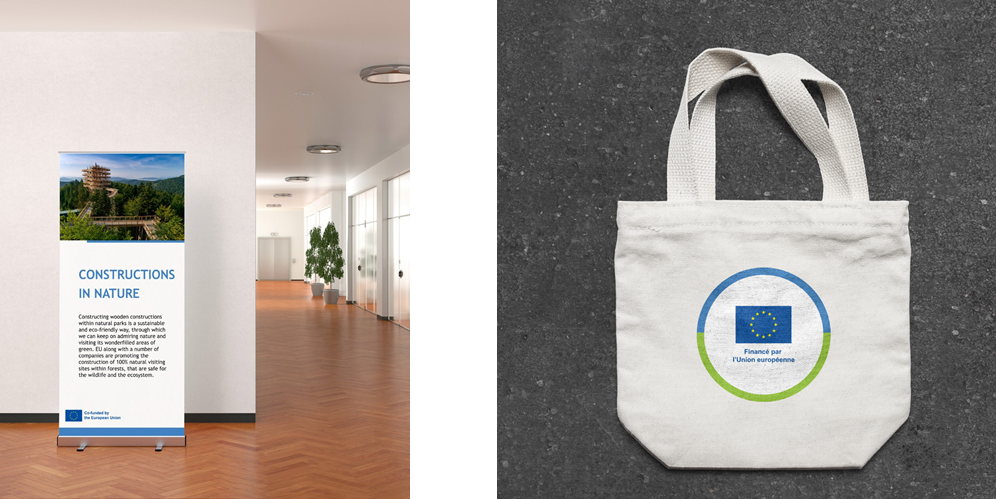 CONSTRUCTIONS
IN NATURE
Constructing wooden constructions
within natural parks is a sustainable
and eco-friendly way, through which
we can keep on admiring nature and
visiting its wonderfilled areas of
green. EU along with a number of
companies are promoting the
construction of 100% natural visiting
sites within forests, that are safe for
the wildlife and the ecosystem.
Co-funded by
the European Union
Financé par
l'Union européenne